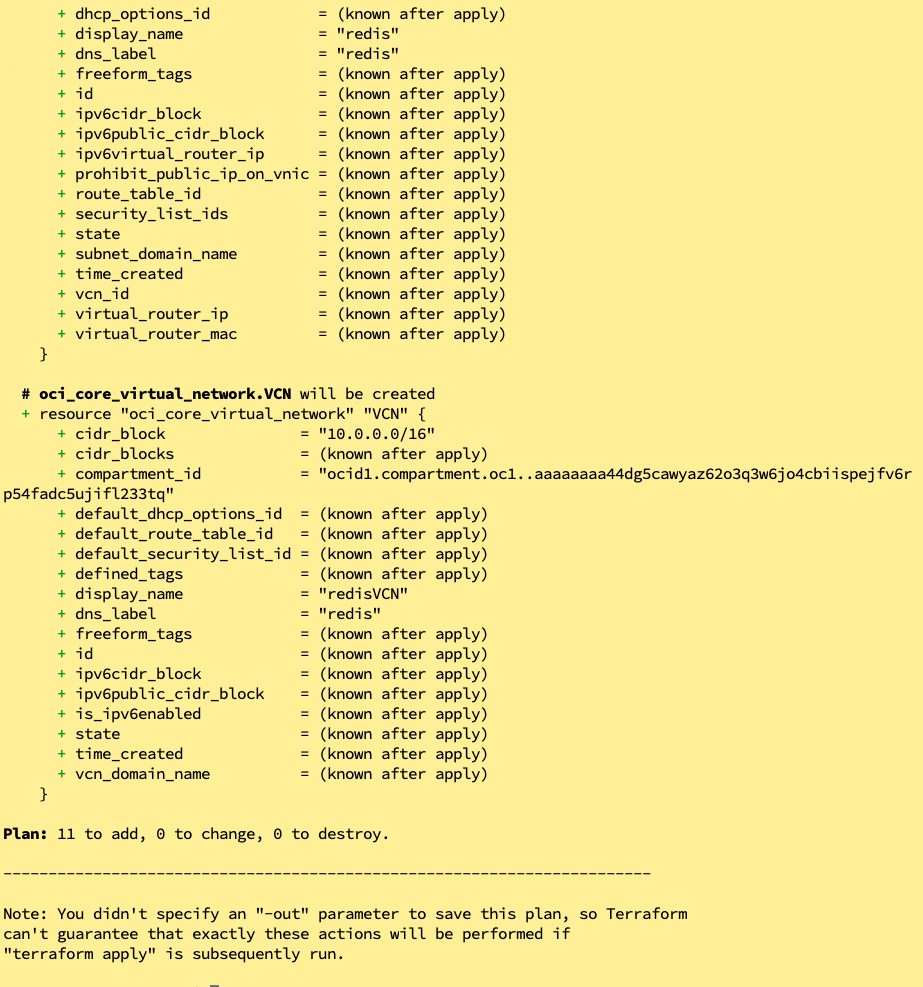 + dhcp_options_id            = (known after apply)
      + display_name               = "redis"
      + dns_label                  = "redis"
      + freeform_tags              = (known after apply)
      + id                         = (known after apply)
      + ipv6cidr_block             = (known after apply)
      + ipv6public_cidr_block      = (known after apply)
      + ipv6virtual_router_ip      = (known after apply)
      + prohibit_public_ip_on_vnic = (known after apply)
      + route_table_id             = (known after apply)
      + security_list_ids          = (known after apply)
      + state                      = (known after apply)
      + subnet_domain_name         = (known after apply)
      + time_created               = (known after apply)
      + vcn_id                     = (known after apply)
      + virtual_router_ip          = (known after apply)
      + virtual_router_mac         = (known after apply)
    }

  # oci_core_virtual_network.VCN will be created
  + resource "oci_core_virtual_network" "VCN" {
      + cidr_block               = "10.0.0.0/16"
      + cidr_blocks              = (known after apply)
      + compartment_id           = "ocid1.compartment.oc1..aaaaaaaa44dg5cawyaz62o3q3w6jo4cbiispejfv6r
p54fadc5ujifl233tq"
      + default_dhcp_options_id  = (known after apply)
      + default_route_table_id   = (known after apply)
      + default_security_list_id = (known after apply)
      + defined_tags             = (known after apply)
      + display_name             = "redisVCN"
      + dns_label                = "redis"
      + freeform_tags            = (known after apply)
      + id                       = (known after apply)
      + ipv6cidr_block           = (known after apply)
      + ipv6public_cidr_block    = (known after apply)
      + is_ipv6enabled           = (known after apply)
      + state                    = (known after apply)
      + time_created             = (known after apply)
      + vcn_domain_name          = (known after apply)
    }

Plan: 11 to add, 0 to change, 0 to destroy.

------------------------------------------------------------------------

Note: You didn't specify an "-out" parameter to save this plan, so Terraform
can't guarantee that exactly these actions will be performed if
"terraform apply" is subsequently run.